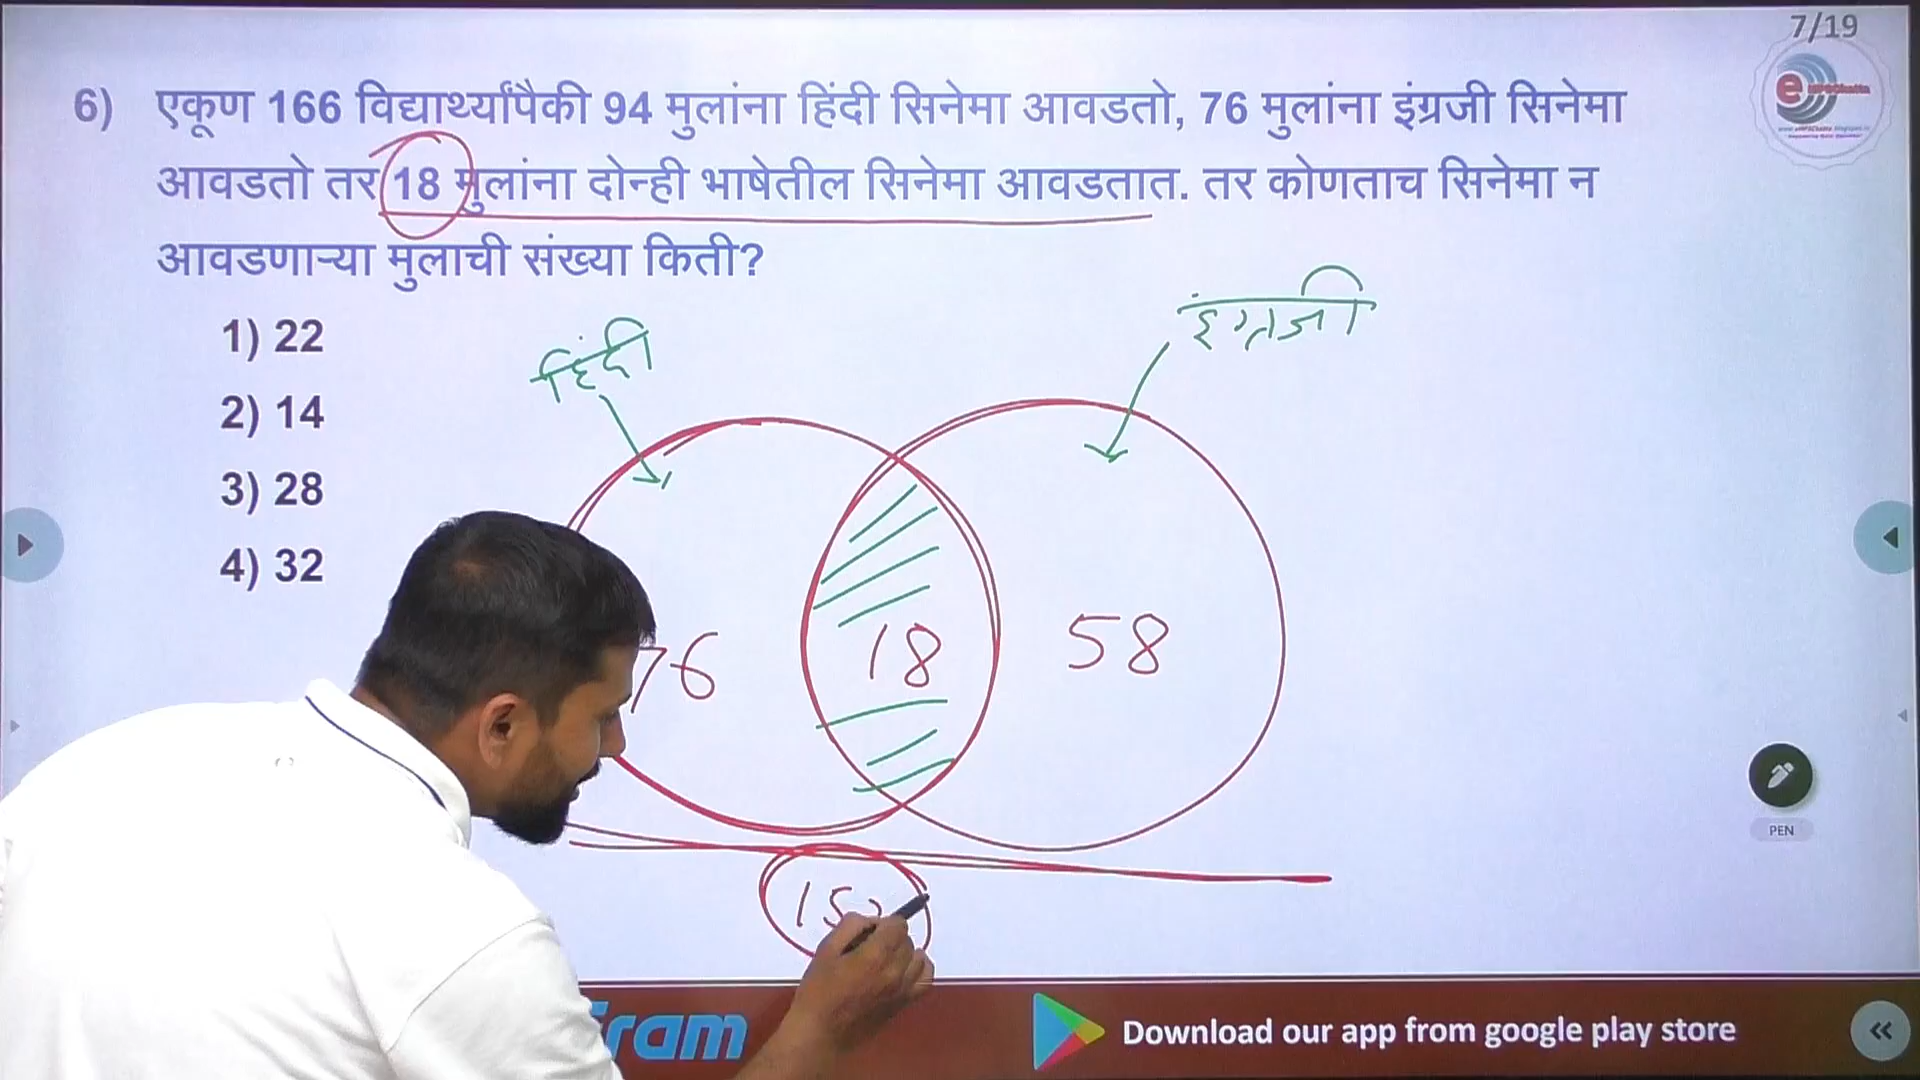 7/19
6) एकूण 166 विद्यार्थ्यांपैकी 94 मुलांना हिंदी सिनेमा आवडतो, 76 मुलांना इंग्रजी सिनेमा
आवडतो तर 18 मुलांना दोन्ही भाषेतील सिनेमा आवडतात. तर कोणताच सिनेमा न
आवडणाऱ्या मुलाची संख्या किती?
1) 22
2) 14
3) 28
4) 32
हिंदी
इंग्रजी
76 18 58
PEN
Download our app from google play store